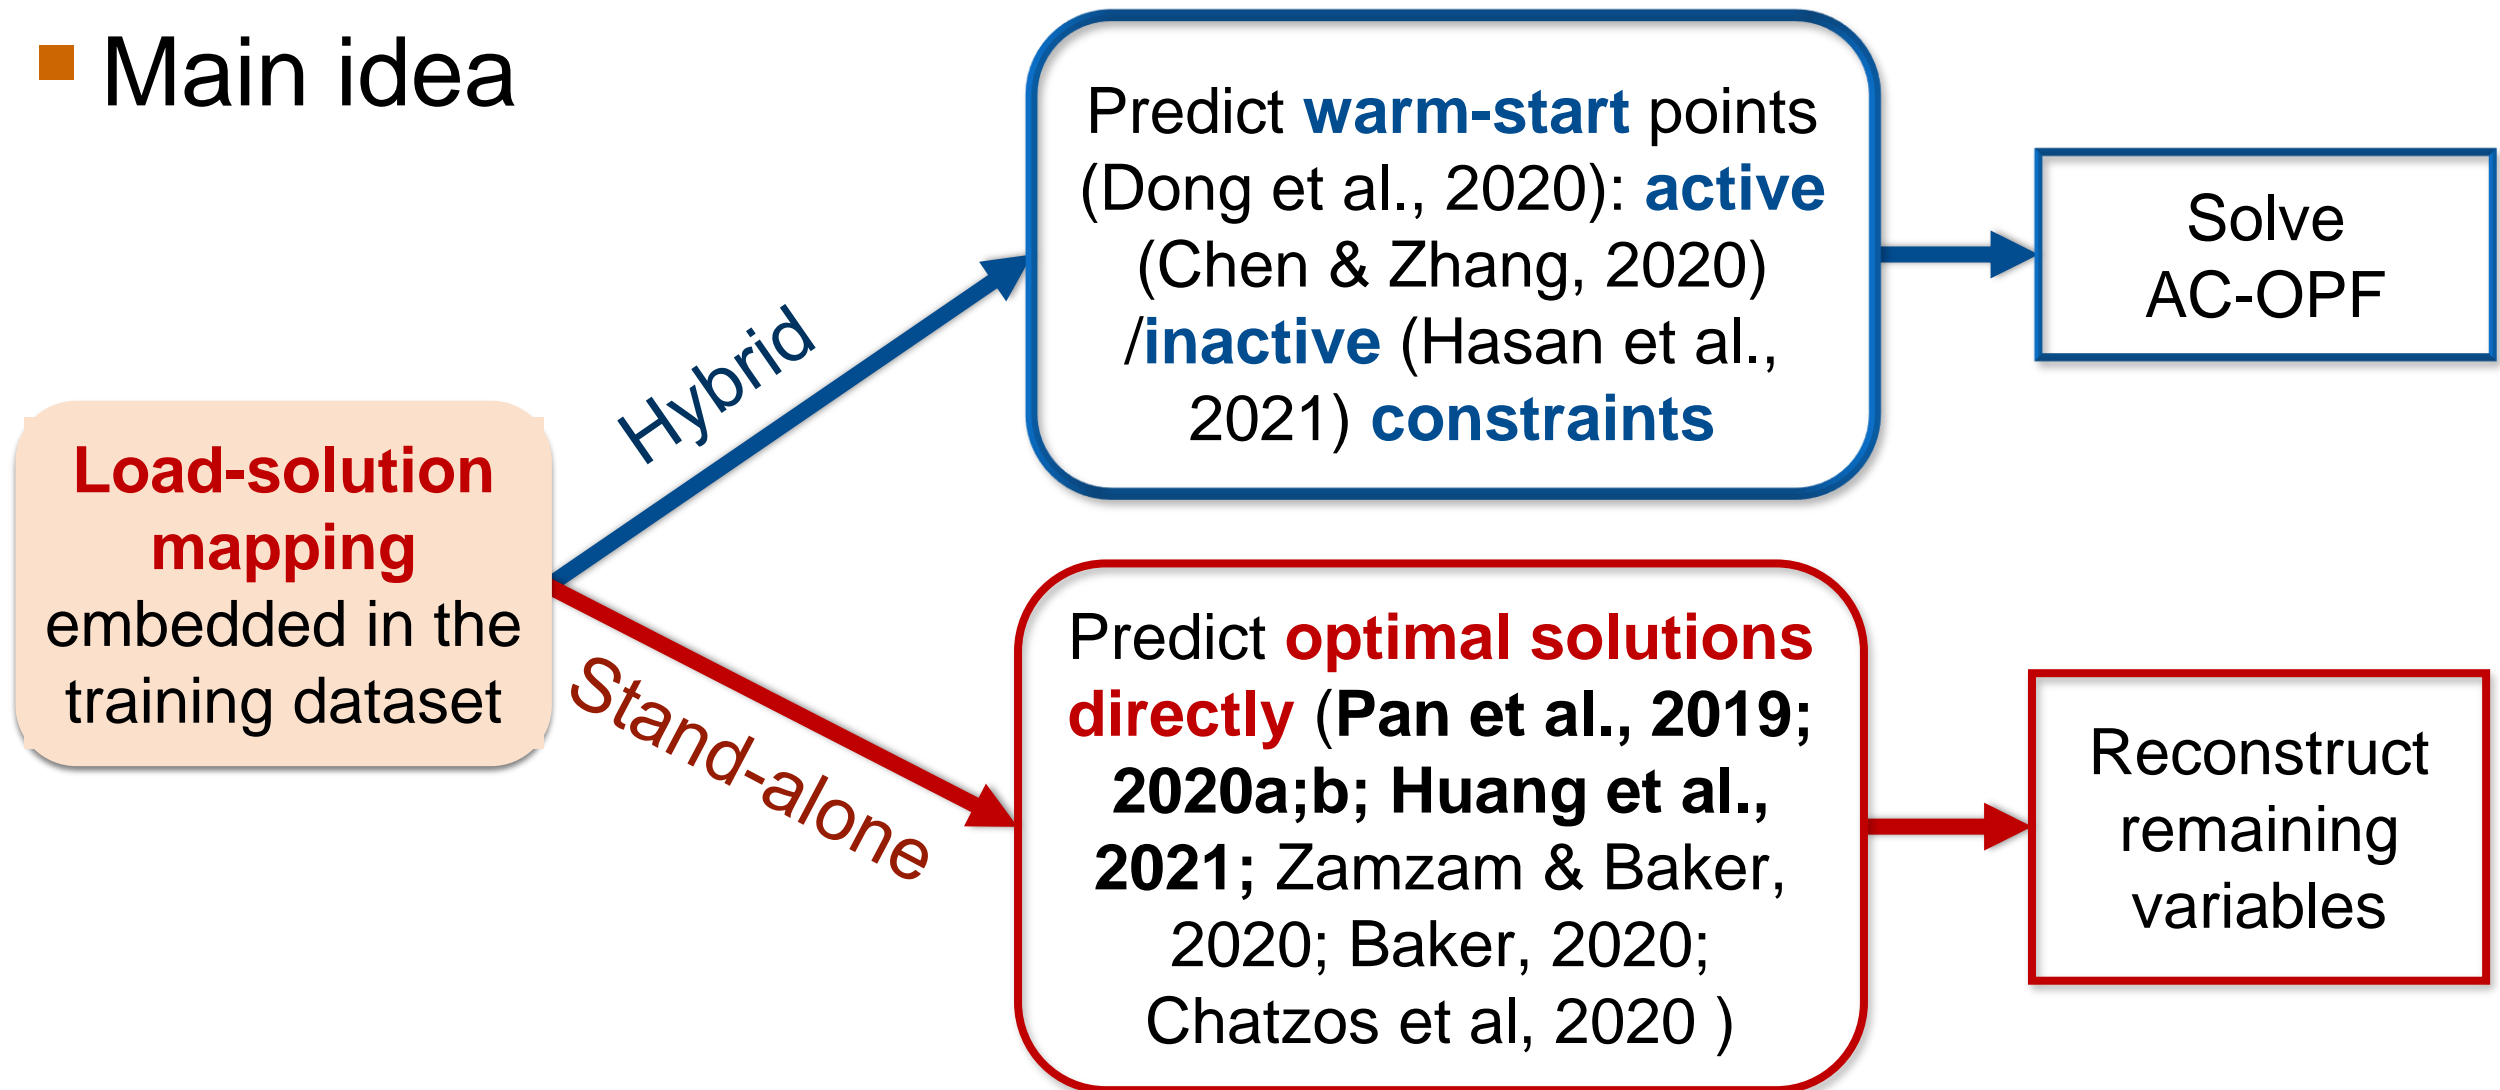 Main idea
Predict warm-start points
(Dong et al., 2020): active
(Chen & Zhang, 2020)
/inactive (Hasan et al.,
2021) constraints
Solve
AC-OPF
Hybrid
Load-solution
mapping
embedded in the
training dataset
Stand-alone
Predict optimal solutions
directly (Pan et al., 2019;
2020a;b; Huang et al.,
2021; Zamzam & Baker,
2020; Baker, 2020;
Chatzos et al, 2020 )
Reconstruct
remaining
variables